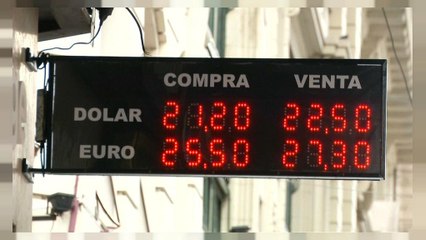 COMPRA VENTA
DOLAR 21,20 22,50
EURO 25,50 27,30